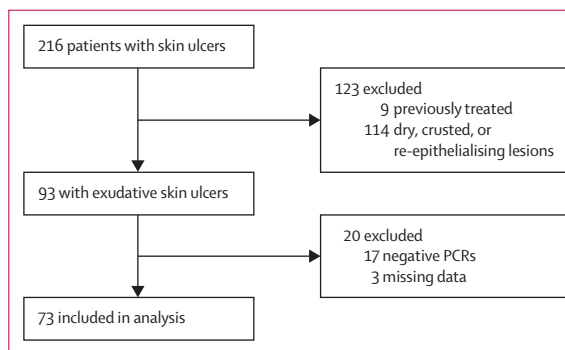 216 patients with skin ulcers
123 excluded
9 previously treated
114 dry, crusted, or
re-epithelialising lesions
93 with exudative skin ulcers
20 excluded
17 negative PCRs
3 missing data
73 included in analysis